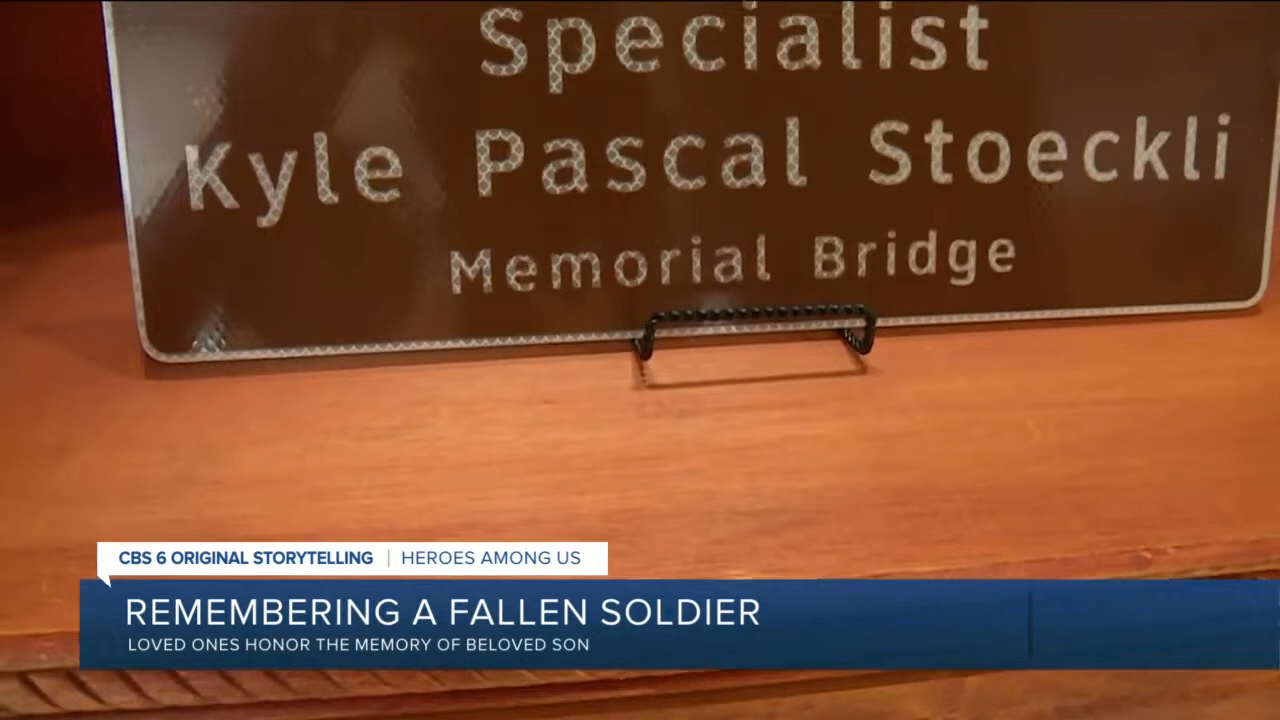 Specialist
Kyle Pascal Stoeckli
Memorial Bridge
CBS 6 ORIGINAL STORYTELLING | HEROES AMONG US
REMEMBERING A FALLEN SOLDIER
LOVED ONES HONOR THE MEMORY OF BELOVED SON